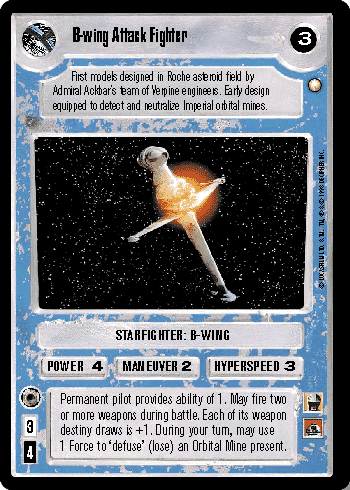 B-wing Attack Fighter
3
First models designed in Roche asteroid field by
Admiral Ackbar's team of Verpine engineers. Early design
equipped to detect and neutralize Imperial orbital mines.
STARFIGHTER: B-WING
POWER 4 MANEUVER 2 HYPERSPEED 3
Permanent pilot provides ability of 1. May fire two
or more weapons during battle. Each of its weapon
destiny draws is +1. During your turn, may use
1 Force to 'defuse' (lose) an Orbital Mine present.
3
4